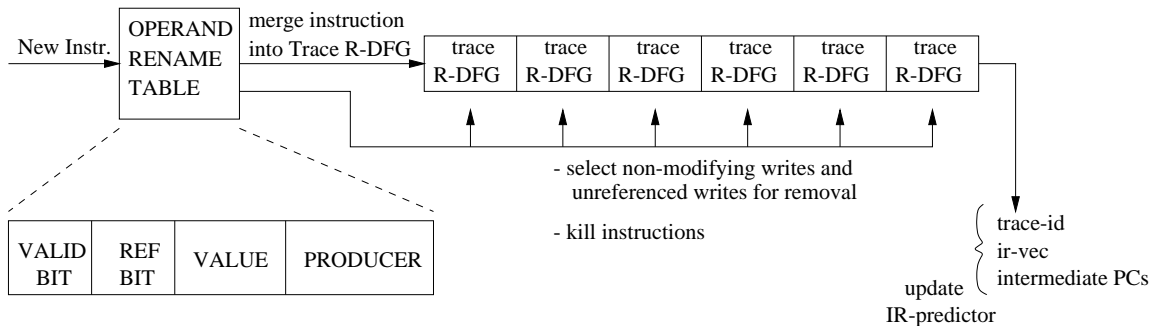 New Instr.
OPERAND
RENAME
TABLE
merge instruction
into Trace R-DFG
trace
R-DFG
trace
R-DFG
trace
R-DFG
trace
R-DFG
trace
R-DFG
trace
R-DFG
- select non-modifying writes and
unreferenced writes for removal
- kill instructions
VALID
BIT
REF
BIT
VALUE
PRODUCER
trace-id
ir-vec
intermediate PCs
update
IR-predictor